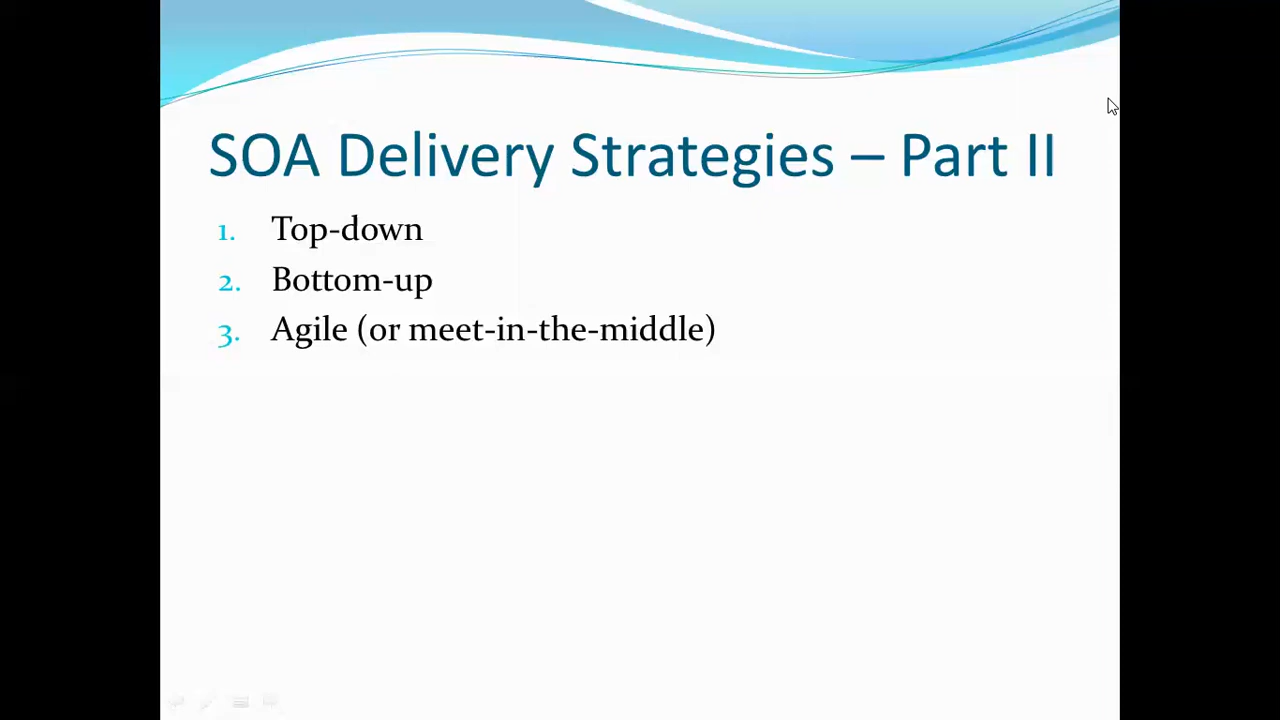 SOA Delivery Strategies – Part II
1. Top-down
2. Bottom-up
3. Agile (or meet-in-the-middle)